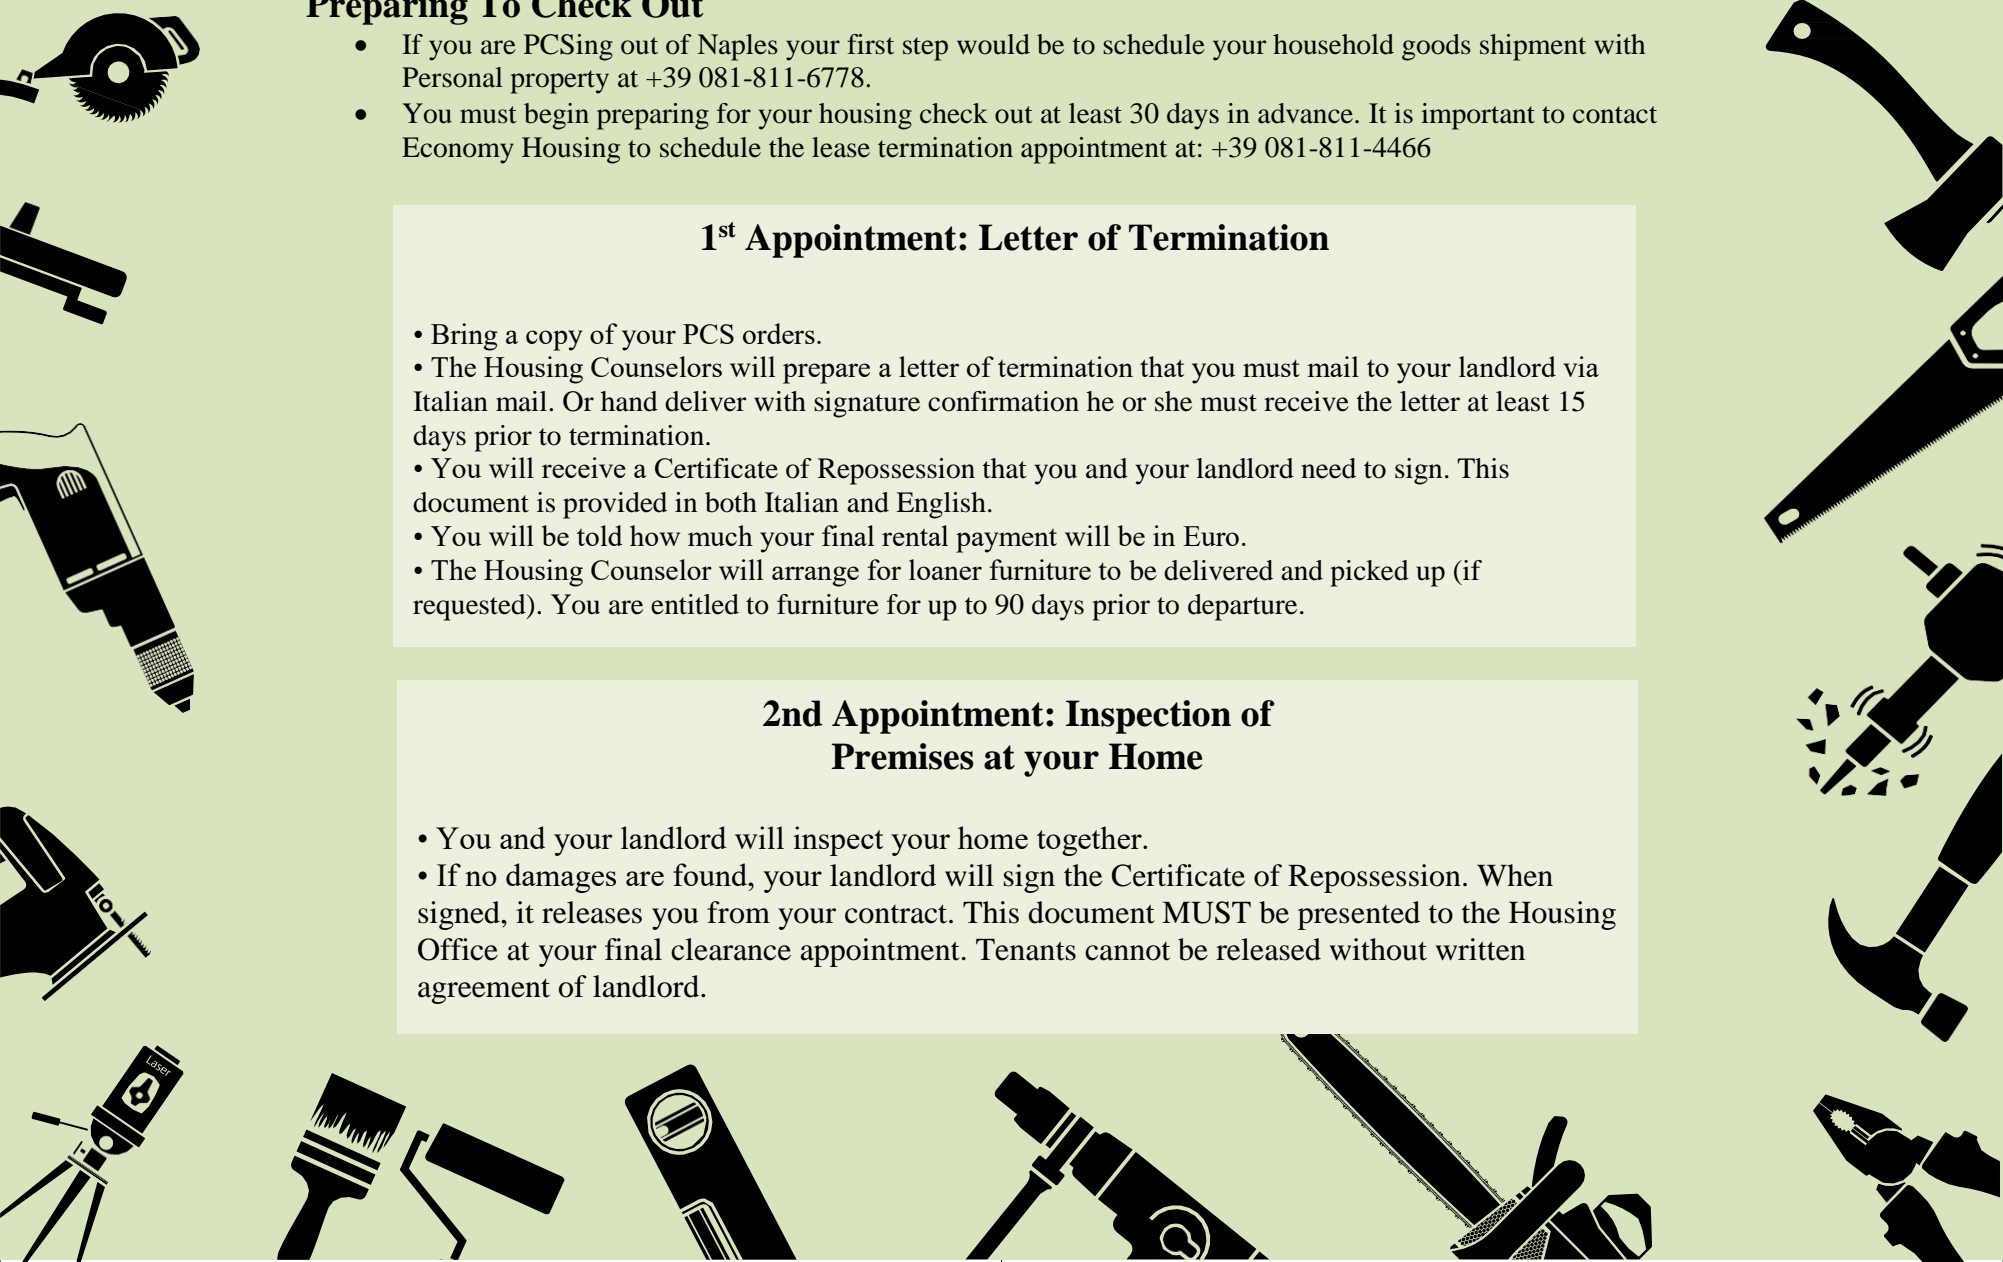 Preparing To Check Out
• If you are PCSing out of Naples your first step would be to schedule your household goods shipment with
Personal property at +39 081-811-6778.
• You must begin preparing for your housing check out at least 30 days in advance. It is important to contact
Economy Housing to schedule the lease termination appointment at: +39 081-811-4466
1st Appointment: Letter of Termination
• Bring a copy of your PCS orders.
• The Housing Counselors will prepare a letter of termination that you must mail to your landlord via
Italian mail. Or hand deliver with signature confirmation he or she must receive the letter at least 15
days prior to termination.
• You will receive a Certificate of Repossession that you and your landlord need to sign. This
document is provided in both Italian and English.
• You will be told how much your final rental payment will be in Euro.
• The Housing Counselor will arrange for loaner furniture to be delivered and picked up (if
requested). You are entitled to furniture for up to 90 days prior to departure.
2nd Appointment: Inspection of
Premises at your Home
• You and your landlord will inspect your home together.
• If no damages are found, your landlord will sign the Certificate of Repossession. When
signed, it releases you from your contract. This document MUST be presented to the Housing
Office at your final clearance appointment. Tenants cannot be released without written
agreement of landlord.
Laser